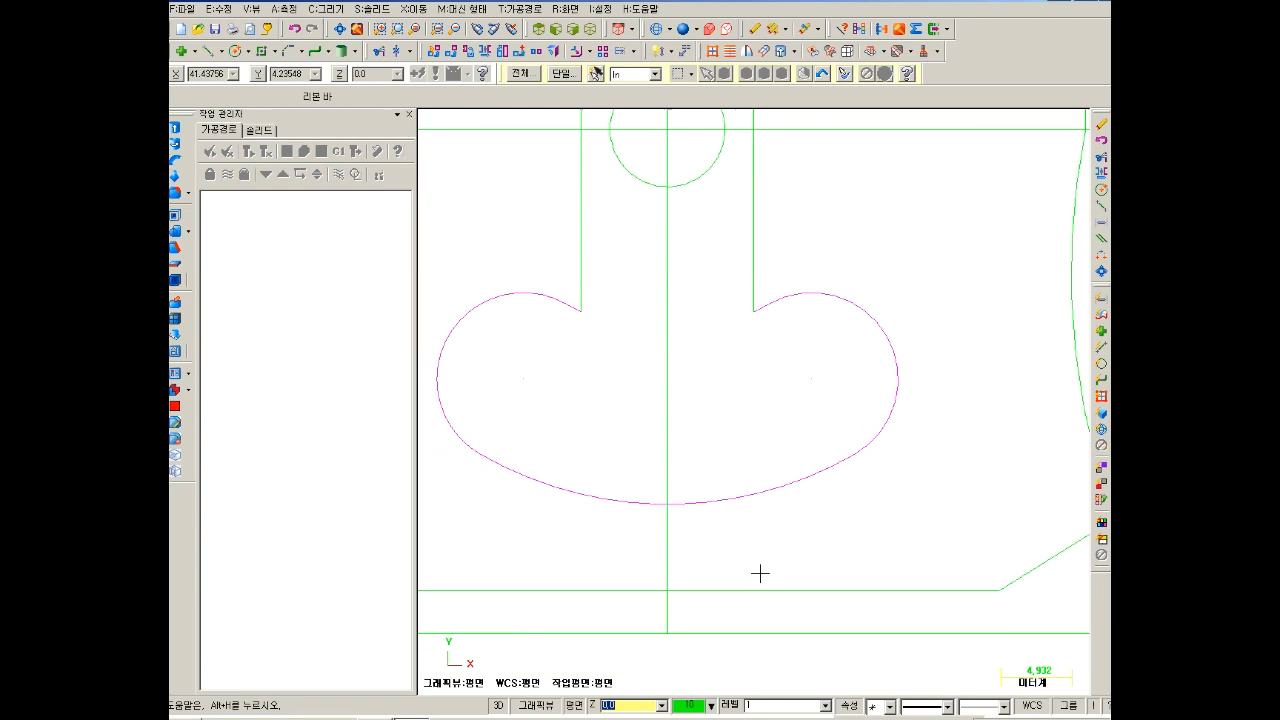 F:파일 E:수정 V:뷰 A:측정 C:그리기 S:솔리드 X:이동 M:머신 형태 T:가공경로 R:화면 I:설정 H:도움말
X 41.43756 Y 4.23548 Z 0.0 전체... 단일... In
리본 바
작업 관리자
가공경로 솔리드
G1
Y
X
4,932
그래픽뷰:평면 WCS:평면 작업평면:평면
미터계
도움말은, Alt+H를 누르시오. 3D 그래픽뷰 평면 Z 0.0 10 레벨 1 속성 WCS 그룹